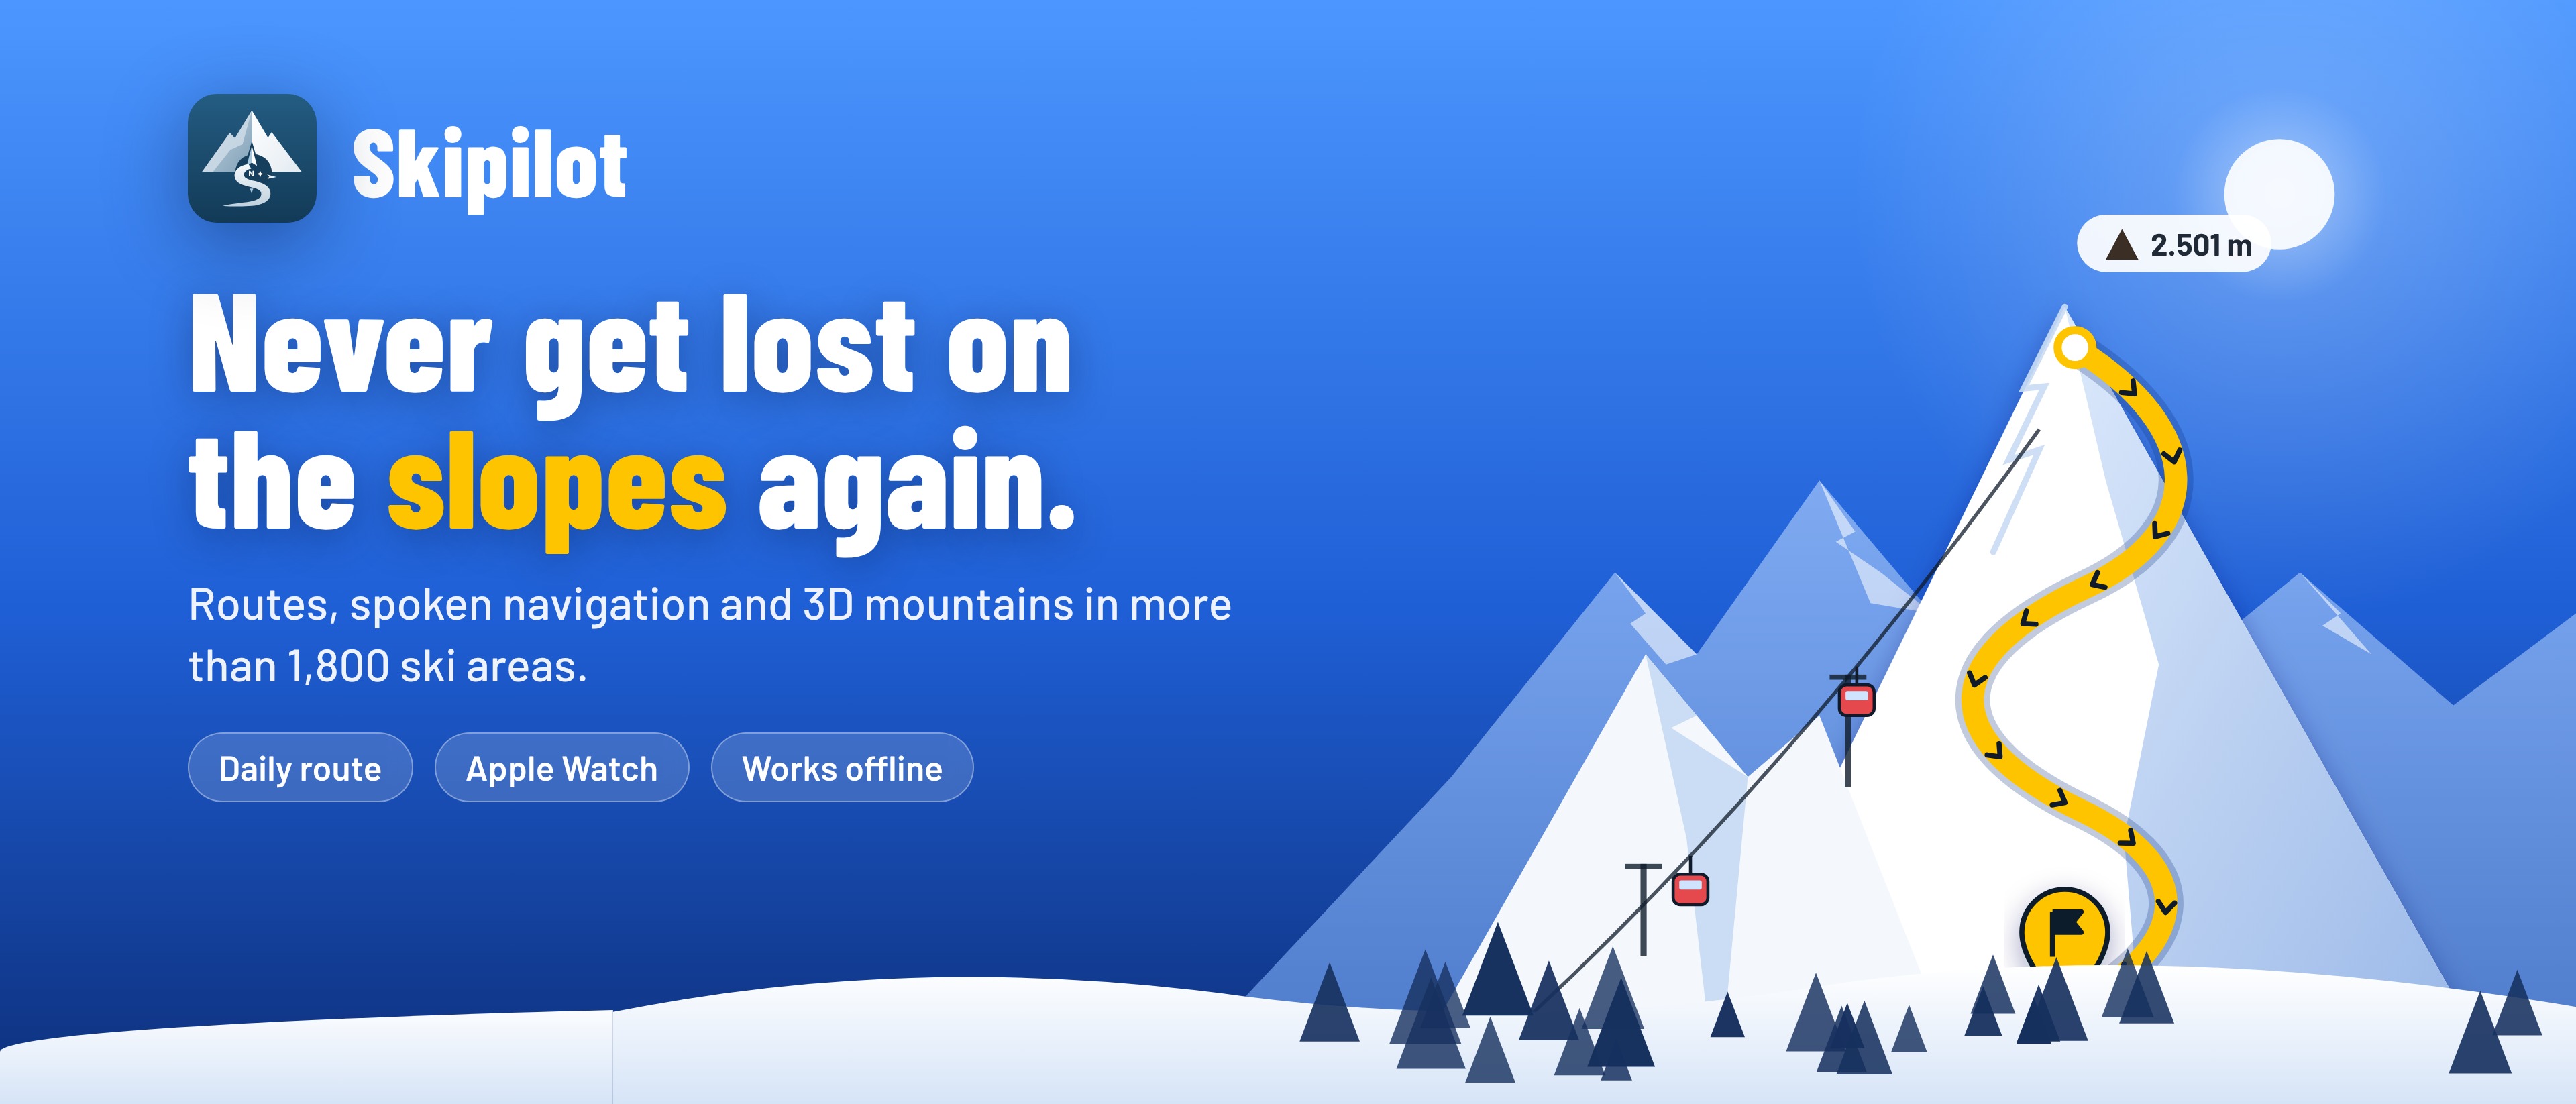 N
Skipilot
Never get lost on
the slopes again.
Routes, spoken navigation and 3D mountains in more
than 1,800 ski areas.
Daily route
Apple Watch
Works offline
2.501 m